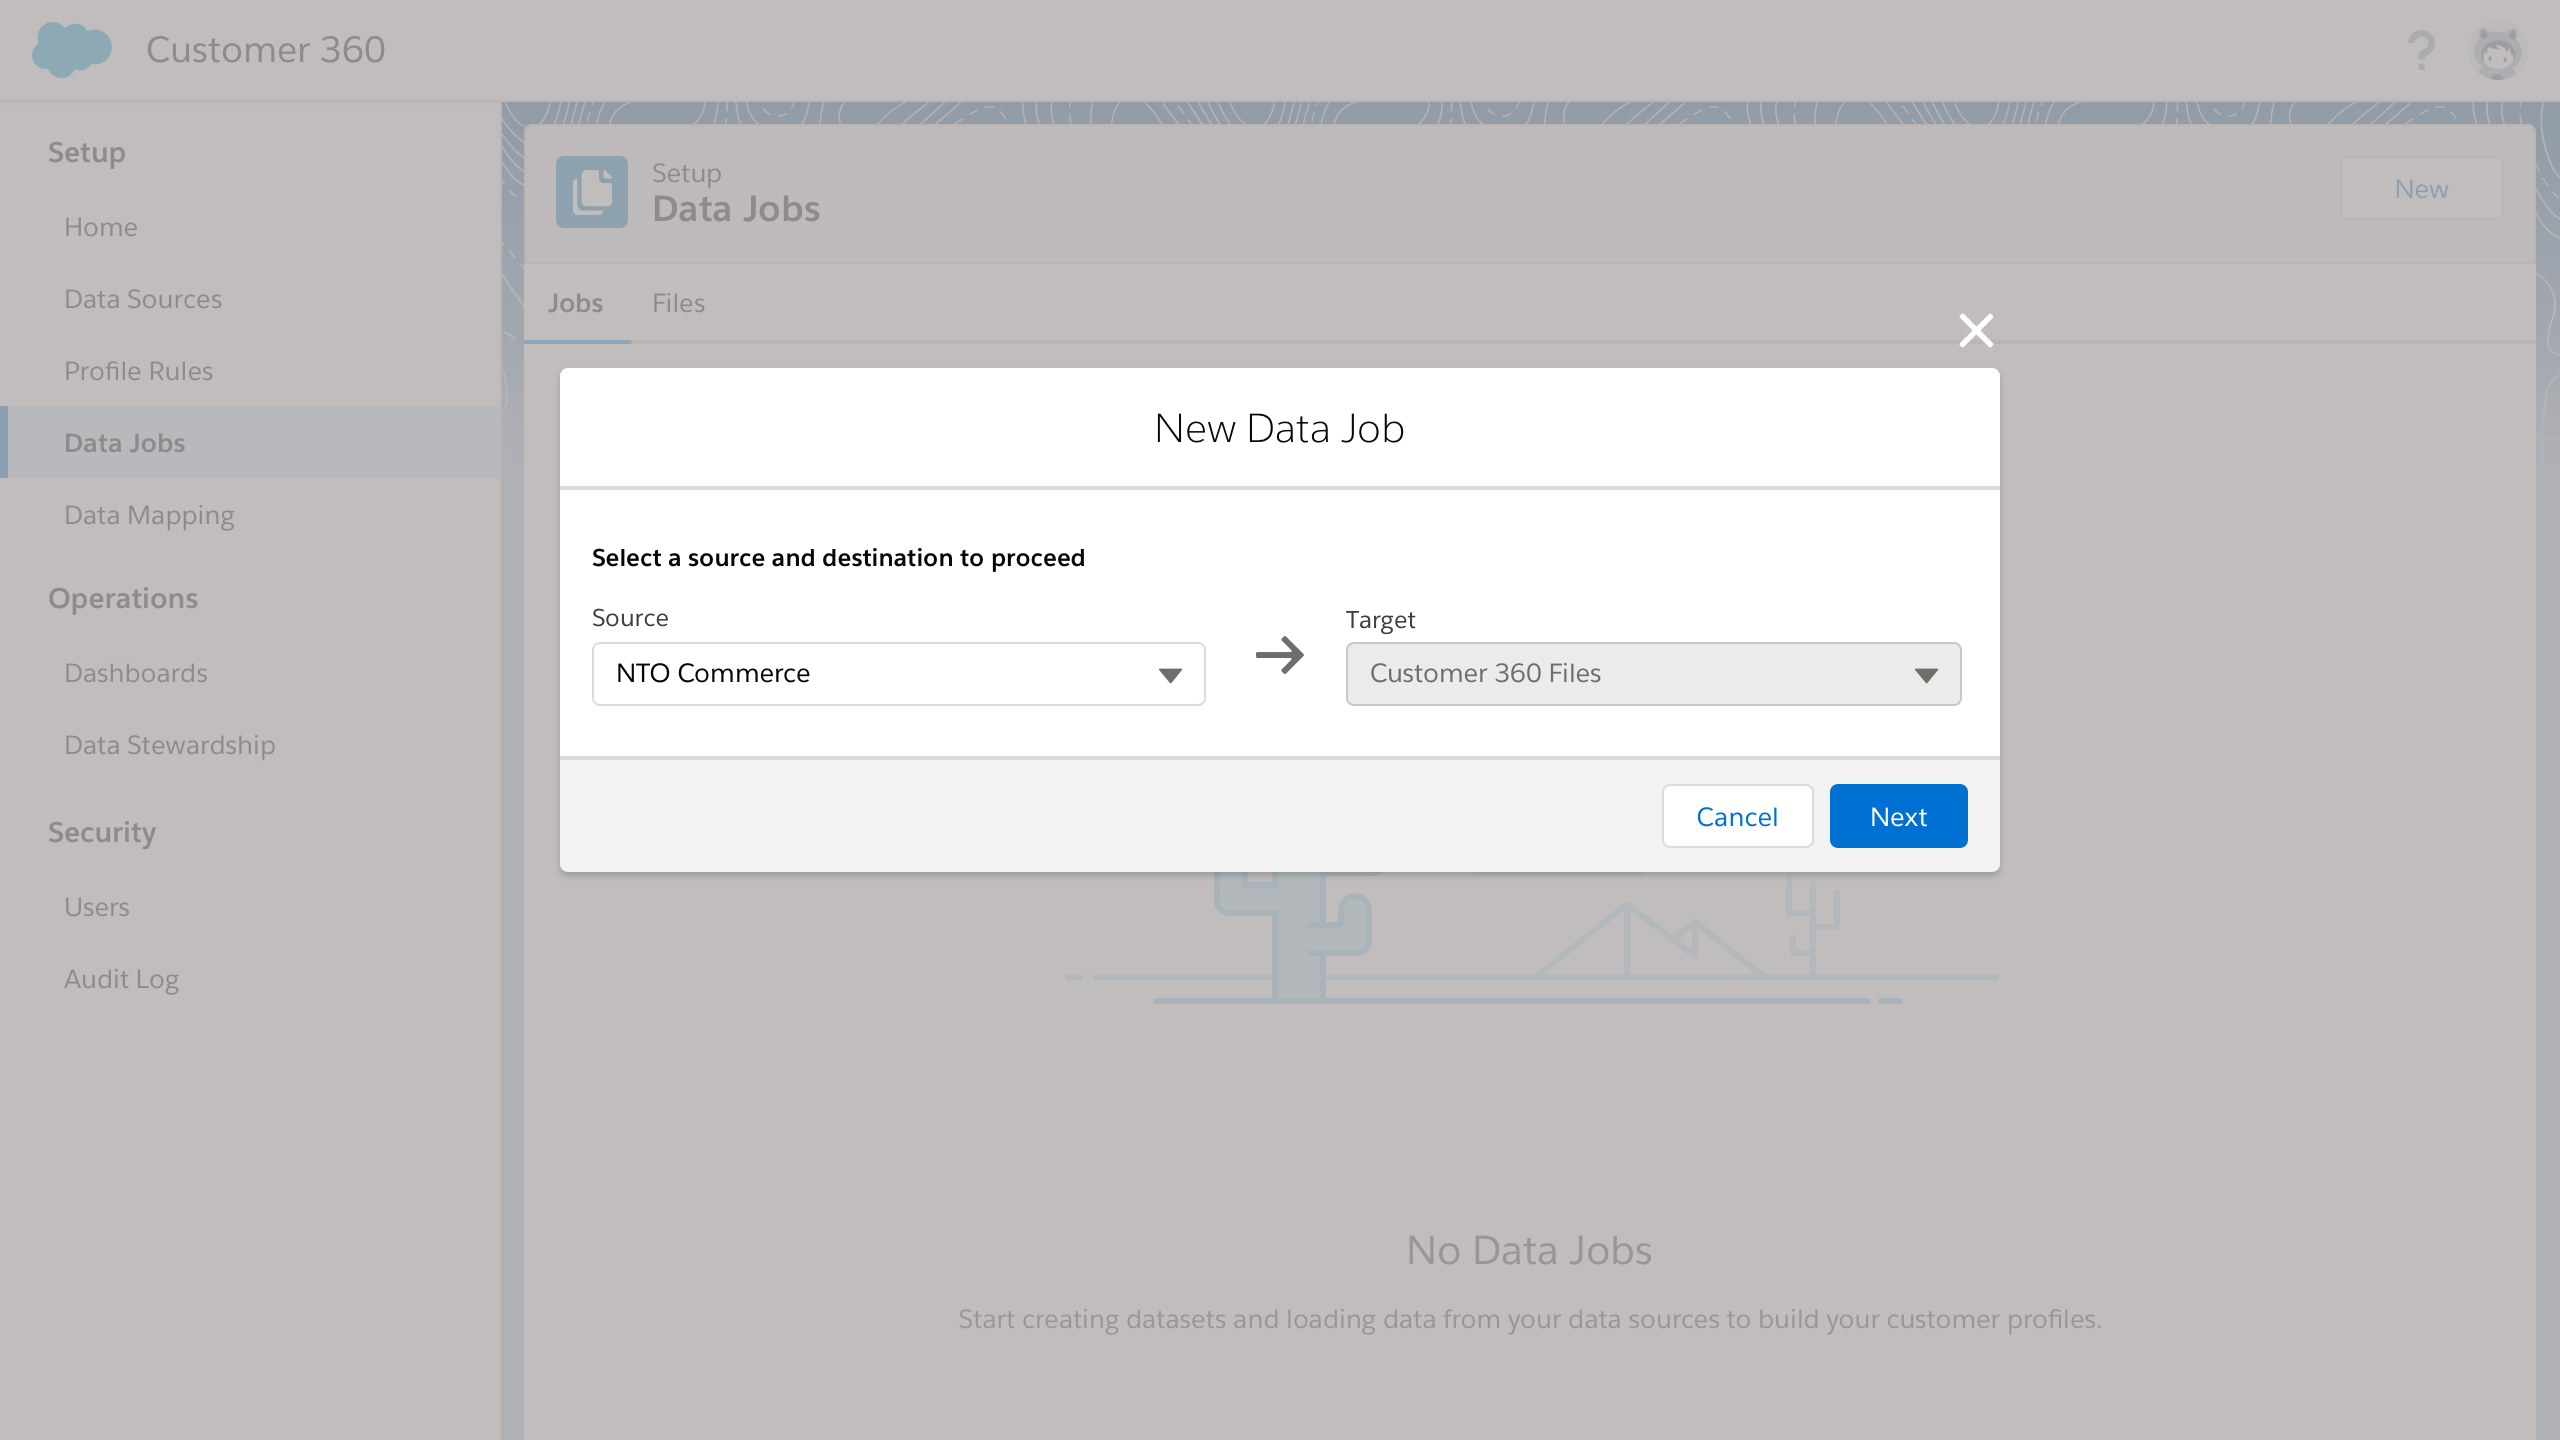 Customer 360
?
Setup
Home
Data Sources
Profile Rules
Data Jobs
Data Mapping
Operations
Dashboards
Data Stewardship
Security
Users
Audit Log
Setup
Data Jobs
New
Jobs
Files
New Data Job
Select a source and destination to proceed
Source
NTO Commerce
Target
Customer 360 Files
Cancel
Next
No Data Jobs
Start creating datasets and loading data from your data sources to build your customer profiles.